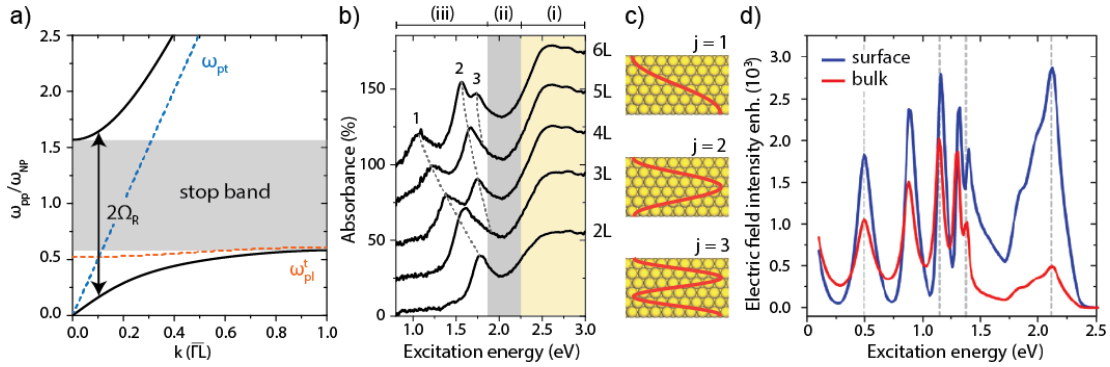 a)
2.5
2.0
1.5
1.0
0.5
0.0
ω_pp/ω_NP
ω_pt
stop band
2Ω_R
ω^t_pl
0.0 0.2 0.4 0.6 0.8 1.0
k (Γ̅L̅)
b)
(iii) (ii) (i)
150
100
50
0
Absorbance (%)
1 2 3
6L
5L
4L
3L
2L
1.0 1.5 2.0 2.5 3.0
Excitation energy (eV)
c)
j = 1
j = 2
j = 3
d)
3.0
2.5
2.0
1.5
1.0
0.5
0.0
Electric field intensity enh. (10³)
surface
bulk
0.0 0.5 1.0 1.5 2.0 2.5
Excitation energy (eV)